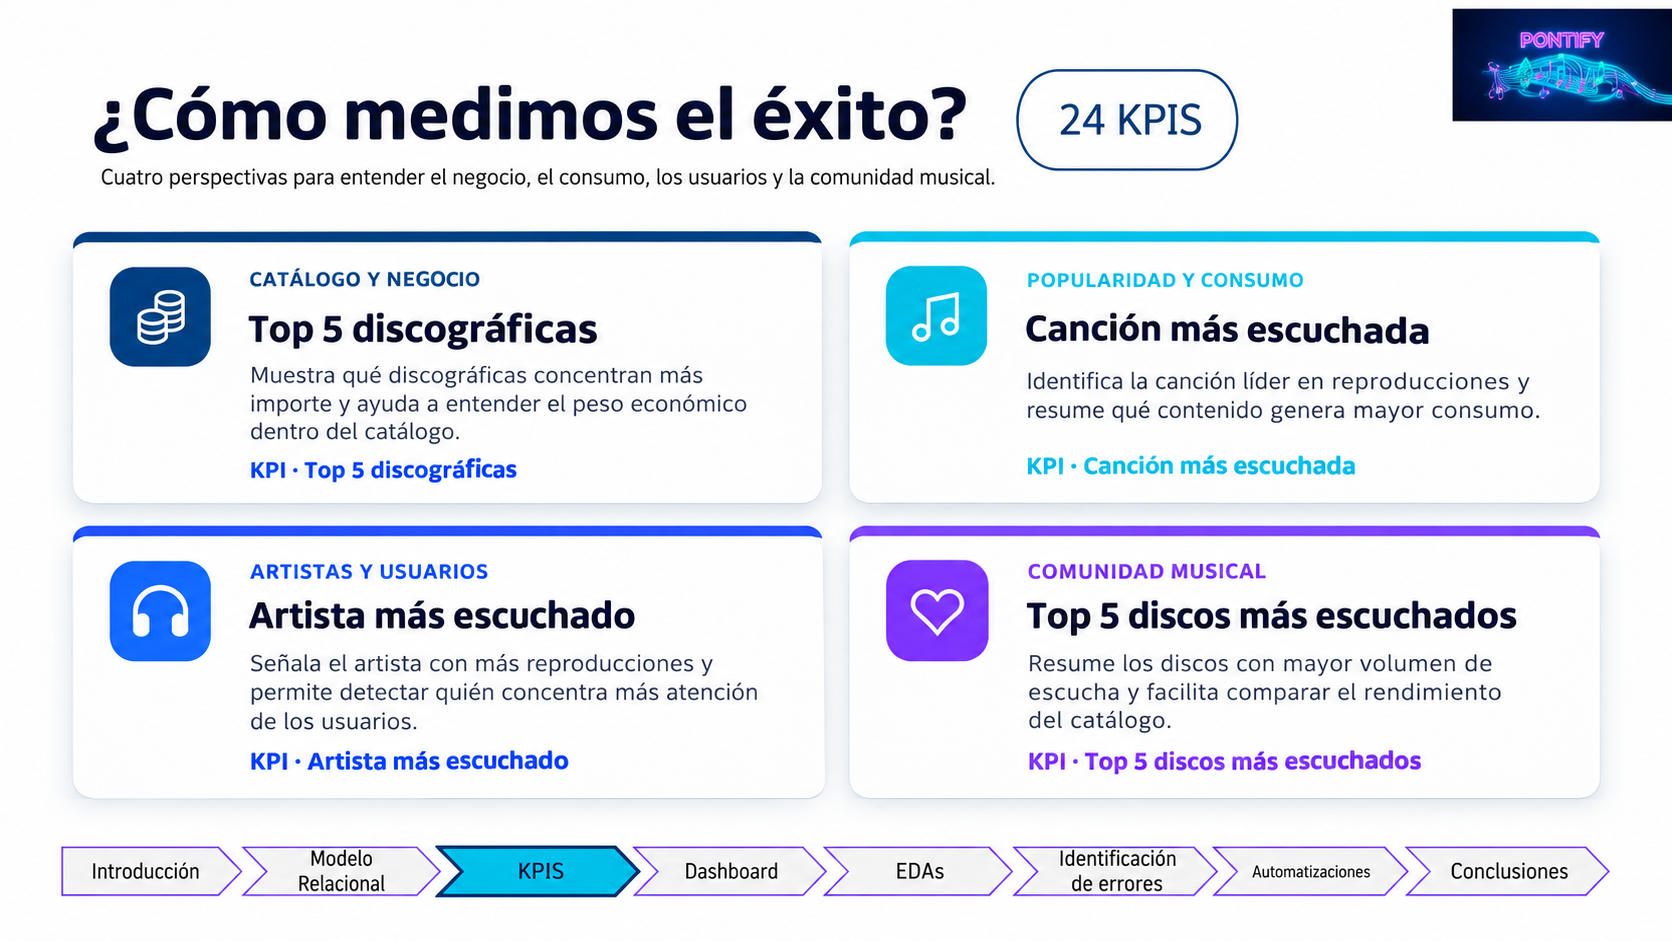 PONTIFY
¿Cómo medimos el éxito?
24 KPIS
Cuatro perspectivas para entender el negocio, el consumo, los usuarios y la comunidad musical.
CATÁLOGO Y NEGOCIO
Top 5 discográficas
Muestra qué discográficas concentran más
importe y ayuda a entender el peso económico
dentro del catálogo.
KPI · Top 5 discográficas
POPULARIDAD Y CONSUMO
Canción más escuchada
Identifica la canción líder en reproducciones y
resume qué contenido genera mayor consumo.
KPI · Canción más escuchada
ARTISTAS Y USUARIOS
Artista más escuchado
Señala el artista con más reproducciones y
permite detectar quién concentra más atención
de los usuarios.
KPI · Artista más escuchado
COMUNIDAD MUSICAL
Top 5 discos más escuchados
Resume los discos con mayor volumen de
escucha y facilita comparar el rendimiento
del catálogo.
KPI · Top 5 discos más escuchados
Introducción
Modelo
Relacional
KPIS
Dashboard
EDAs
Identificación
de errores
Automatizaciones
Conclusiones